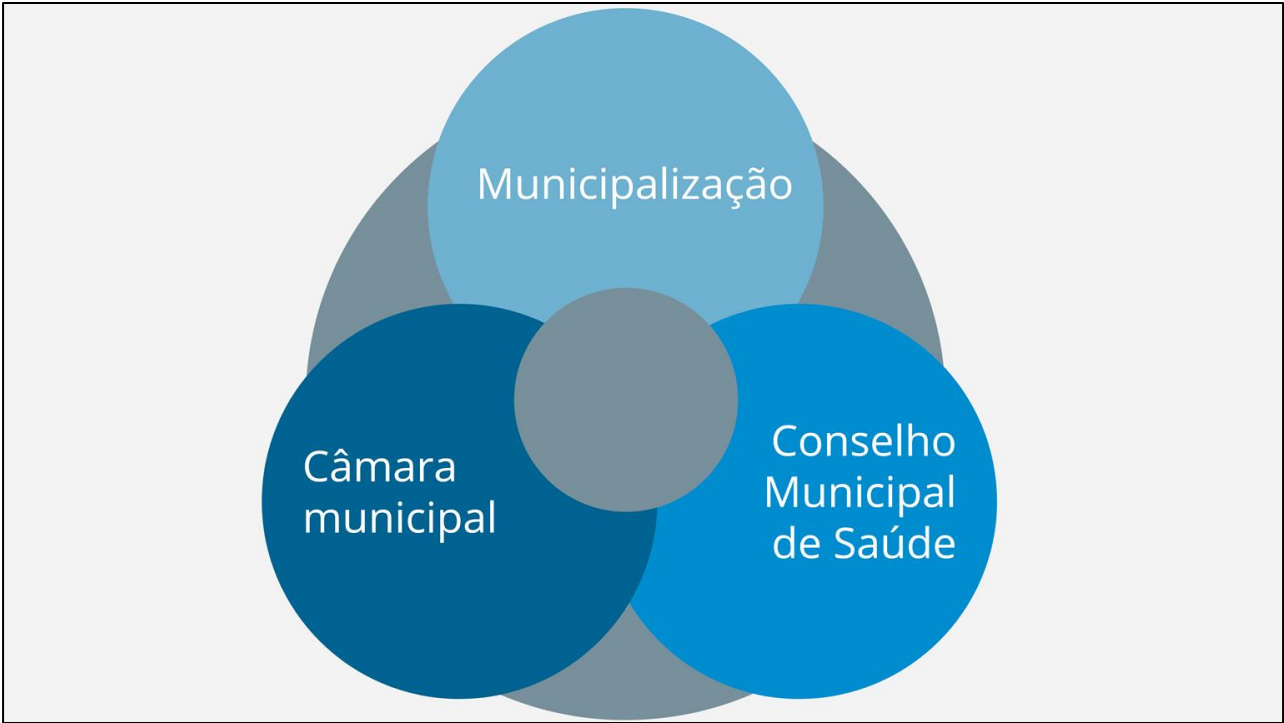 Municipalização
Câmara
municipal
Conselho
Municipal
de Saúde